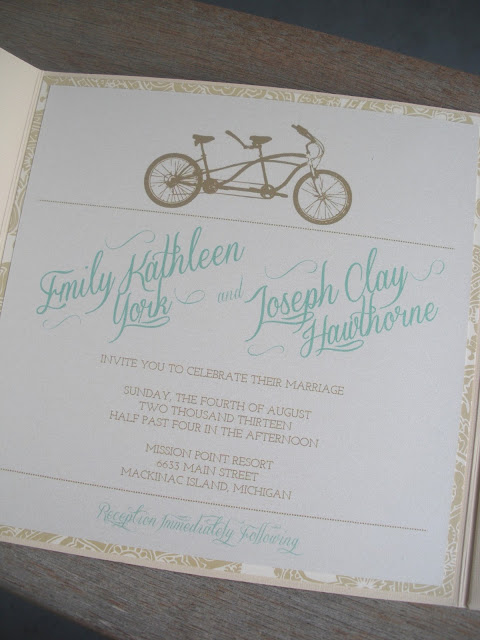 Emily Kathleen York and Joseph Clay Hawthorne
INVITE YOU TO CELEBRATE THEIR MARRIAGE
SUNDAY, THE FOURTH OF AUGUST
TWO THOUSAND THIRTEEN
HALF PAST FOUR IN THE AFTERNOON
MISSION POINT RESORT
6633 MAIN STREET
MACKINAC ISLAND, MICHIGAN
Reception Immediately Following